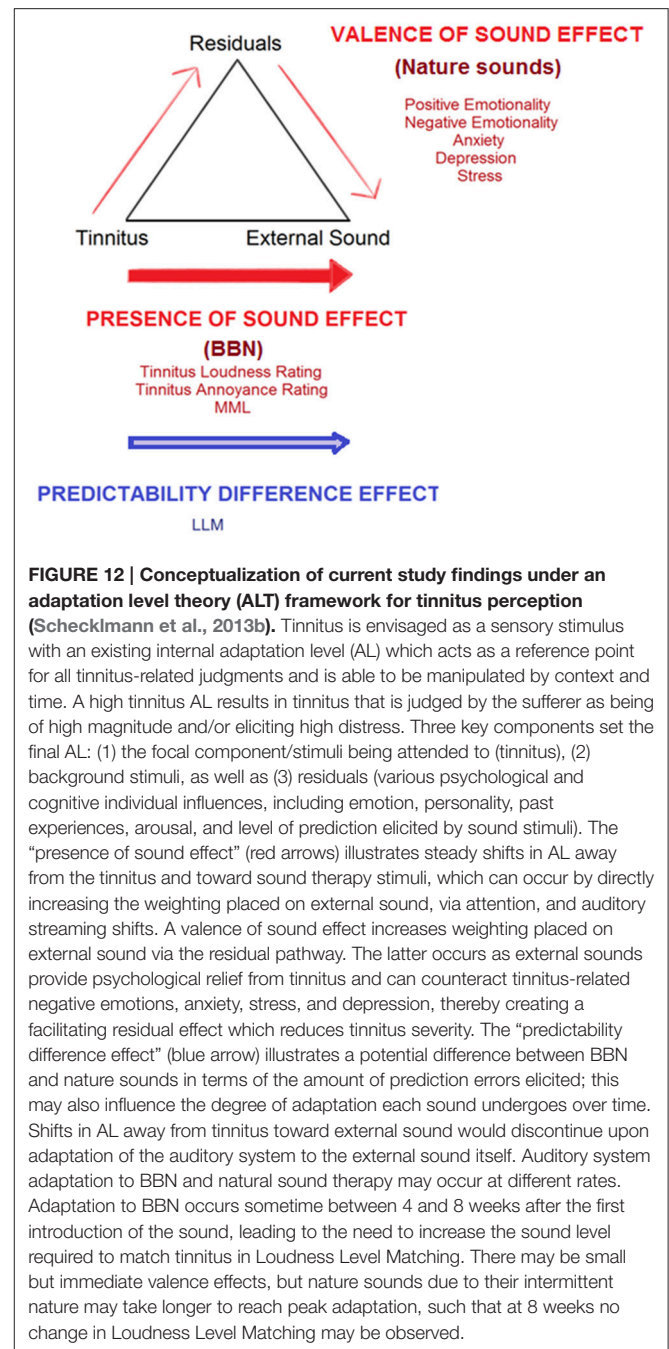 Residuals
VALENCE OF SOUND EFFECT
(Nature sounds)
Positive Emotionality
Negative Emotionality
Anxiety
Depression
Stress
Tinnitus
External Sound
PRESENCE OF SOUND EFFECT
(BBN)
Tinnitus Loudness Rating
Tinnitus Annoyance Rating
MML
PREDICTABILITY DIFFERENCE EFFECT
LLM
FIGURE 12 | Conceptualization of current study findings under an
adaptation level theory (ALT) framework for tinnitus perception
(Schecklmann et al., 2013b). Tinnitus is envisaged as a sensory stimulus
with an existing internal adaptation level (AL) which acts as a reference point
for all tinnitus-related judgments and is able to be manipulated by context and
time. A high tinnitus AL results in tinnitus that is judged by the sufferer as being
of high magnitude and/or eliciting high distress. Three key components set the
final AL: (1) the focal component/stimuli being attended to (tinnitus), (2)
background stimuli, as well as (3) residuals (various psychological and
cognitive individual influences, including emotion, personality, past
experiences, arousal, and level of prediction elicited by sound stimuli). The
“presence of sound effect” (red arrows) illustrates steady shifts in AL away
from the tinnitus and toward sound therapy stimuli, which can occur by directly
increasing the weighting placed on external sound, via attention, and auditory
streaming shifts. A valence of sound effect increases weighting placed on
external sound via the residual pathway. The latter occurs as external sounds
provide psychological relief from tinnitus and can counteract tinnitus-related
negative emotions, anxiety, stress, and depression, thereby creating a
facilitating residual effect which reduces tinnitus severity. The “predictability
difference effect” (blue arrow) illustrates a potential difference between BBN
and nature sounds in terms of the amount of prediction errors elicited; this
may also influence the degree of adaptation each sound undergoes over time.
Shifts in AL away from tinnitus toward external sound would discontinue upon
adaptation of the auditory system to the external sound itself. Auditory system
adaptation to BBN and natural sound therapy may occur at different rates.
Adaptation to BBN occurs sometime between 4 and 8 weeks after the first
introduction of the sound, leading to the need to increase the sound level
required to match tinnitus in Loudness Level Matching. There may be small
but immediate valence effects, but nature sounds due to their intermittent
nature may take longer to reach peak adaptation, such that at 8 weeks no
change in Loudness Level Matching may be observed.